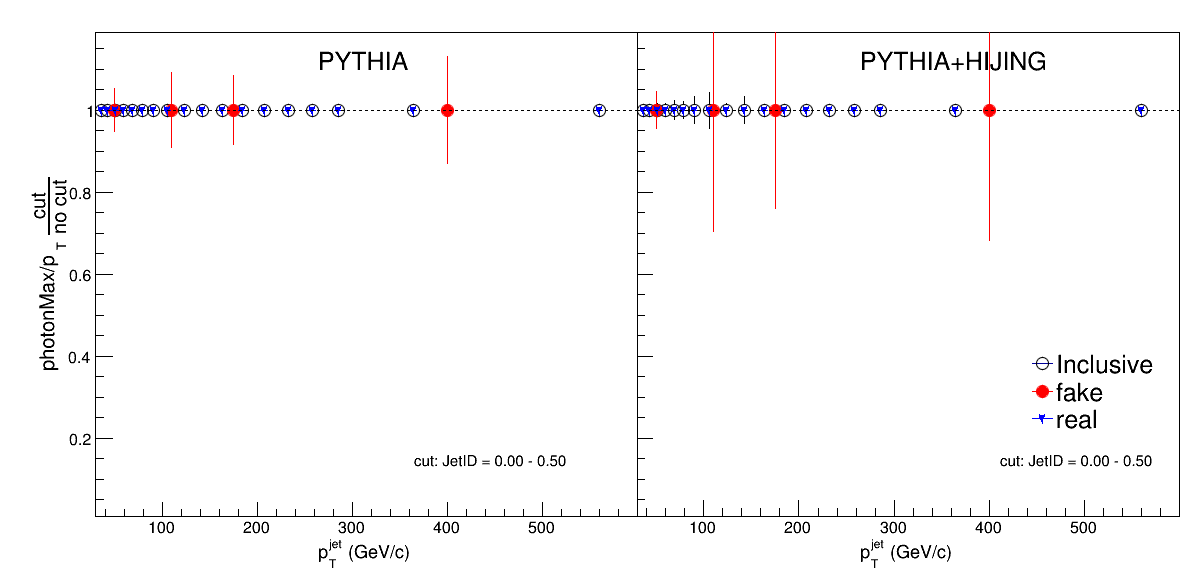 PYTHIA
PYTHIA+HIJING
photonMax/p_T cut/no cut
1
0.8
0.6
0.4
0.2
Inclusive
fake
real
cut: JetID = 0.00 - 0.50
cut: JetID = 0.00 - 0.50
100 200 300 400 500
100 200 300 400 500
p_T^jet (GeV/c)
p_T^jet (GeV/c)